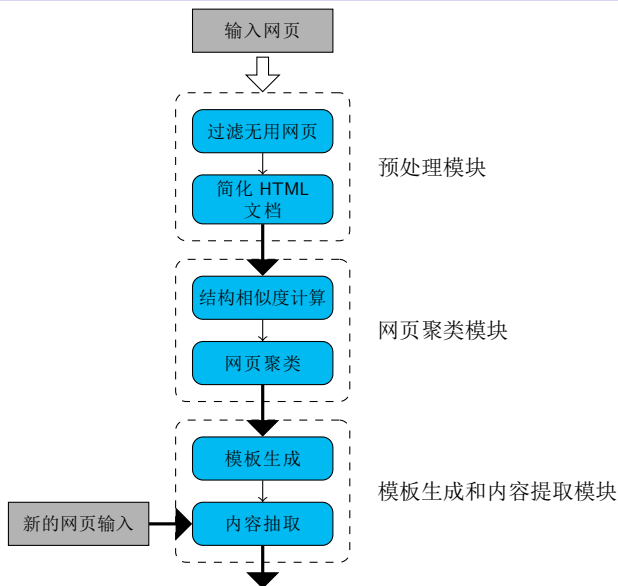 输入网页
过滤无用网页
简化 HTML
文档
预处理模块
结构相似度计算
网页聚类
网页聚类模块
模板生成
内容抽取
模板生成和内容提取模块
新的网页输入